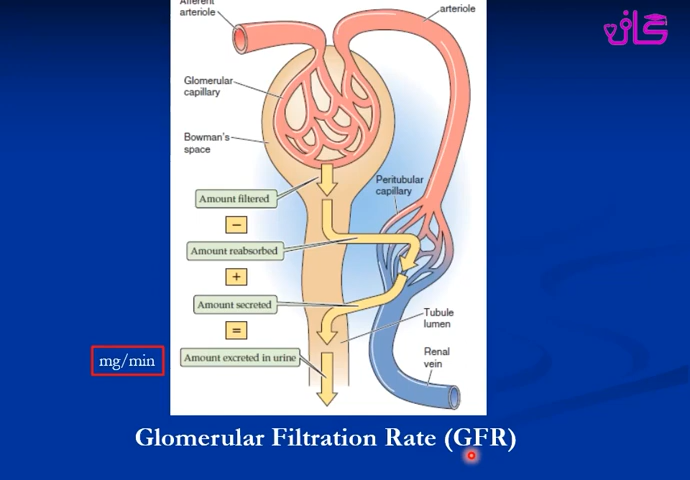 Afferent
arteriole
arteriole
Glomerular
capillary
Bowman's
space
Peritubular
capillary
Amount filtered
−
Amount reabsorbed
+
Amount secreted
=
Amount excreted in urine
Tubule
lumen
Renal
vein
mg/min
Glomerular Filtration Rate (GFR)